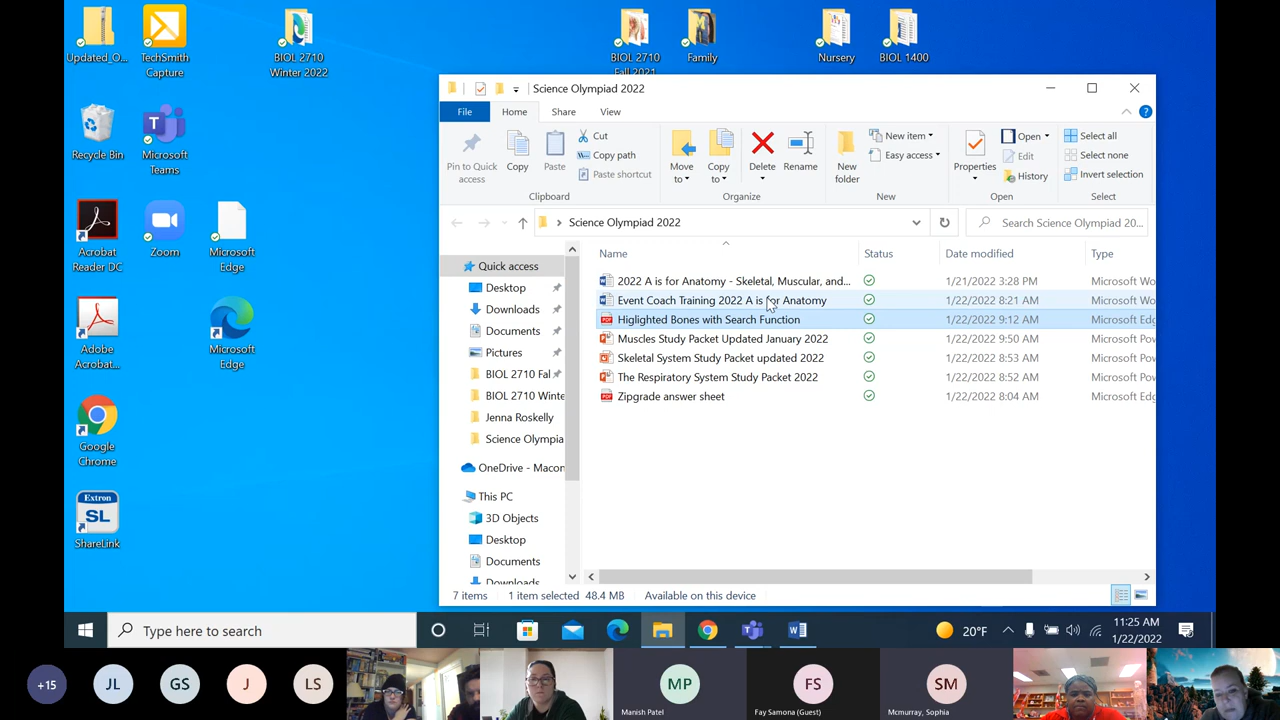 Updated_O...
TechSmith
Capture
BIOL 2710
Winter 2022
BIOL 2710
Fall 2021
Family
Nursery
BIOL 1400
Recycle Bin
Microsoft
Teams
Acrobat
Reader DC
Zoom
Microsoft
Edge
Adobe
Acrobat...
Microsoft
Edge
Google
Chrome
Extron
SL
ShareLink
Science Olympiad 2022
File
Home
Share
View
Pin to Quick
access
Copy
Paste
Cut
Copy path
Paste shortcut
Clipboard
Move
to
Copy
to
Delete
Rename
Organize
New
folder
New item
Easy access
New
Properties
Open
Edit
History
Open
Select all
Select none
Invert selection
Select
Science Olympiad 2022
Search Science Olympiad 20...
Name
Status
Date modified
Type
Quick access
Desktop
Downloads
Documents
Pictures
BIOL 2710 Fal
BIOL 2710 Winte
Jenna Roskelly
Science Olympia
OneDrive - Macon
This PC
3D Objects
Desktop
Documents
Downloads
2022 A is for Anatomy - Skeletal, Muscular, and... 1/21/2022 3:28 PM Microsoft Wo
Event Coach Training 2022 A is for Anatomy 1/22/2022 8:21 AM Microsoft Wo
Higlighted Bones with Search Function 1/22/2022 9:12 AM Microsoft Edg
Muscles Study Packet Updated January 2022 1/22/2022 9:50 AM Microsoft Pow
Skeletal System Study Packet updated 2022 1/22/2022 8:53 AM Microsoft Pow
The Respiratory System Study Packet 2022 1/22/2022 8:52 AM Microsoft Pow
Zipgrade answer sheet 1/22/2022 8:04 AM Microsoft Edg
7 items
1 item selected 48.4 MB
Available on this device
Type here to search
20°F
11:25 AM
1/22/2022
+15
JL
GS
J
LS
MP
Manish Patel
FS
Fay Samona (Guest)
SM
Mcmurray, Sophia